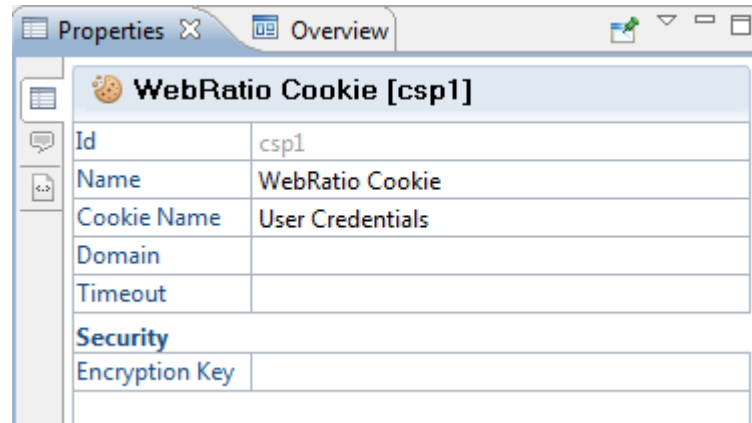 Properties Overview
WebRatio Cookie [csp1]
Id csp1
Name WebRatio Cookie
Cookie Name User Credentials
Domain
Timeout
Security
Encryption Key